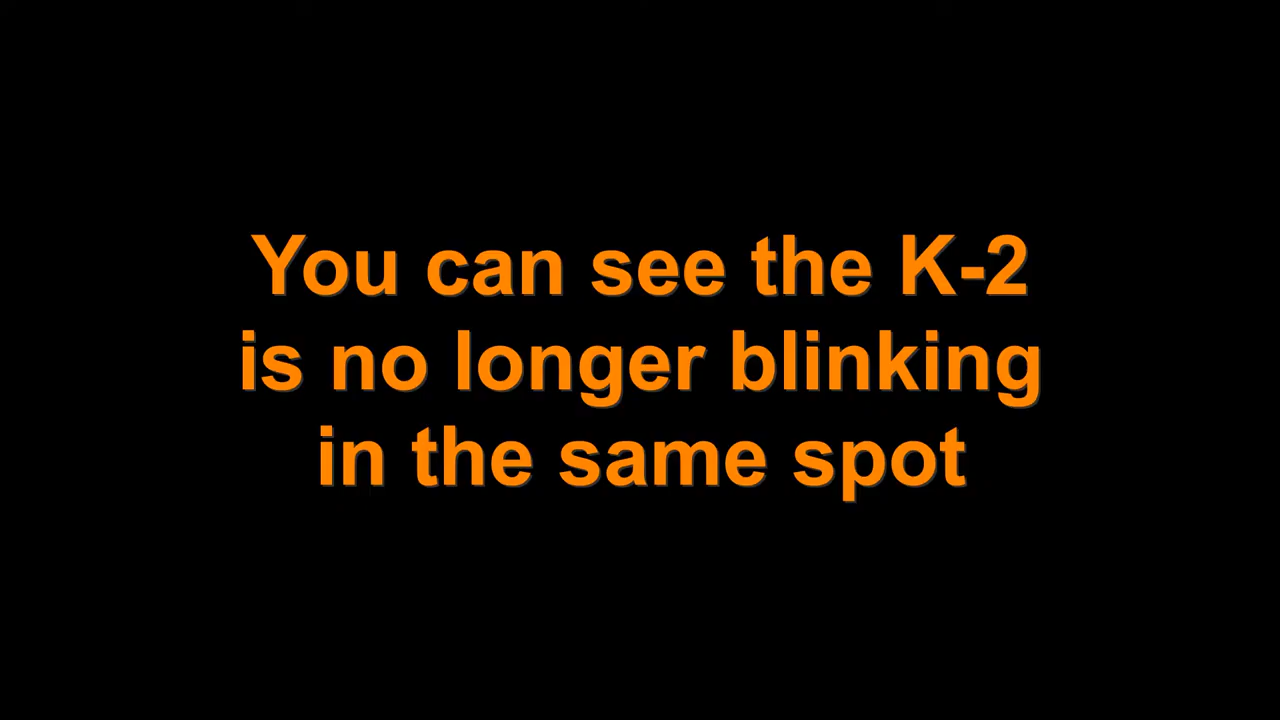 You can see the K-2
is no longer blinking
in the same spot